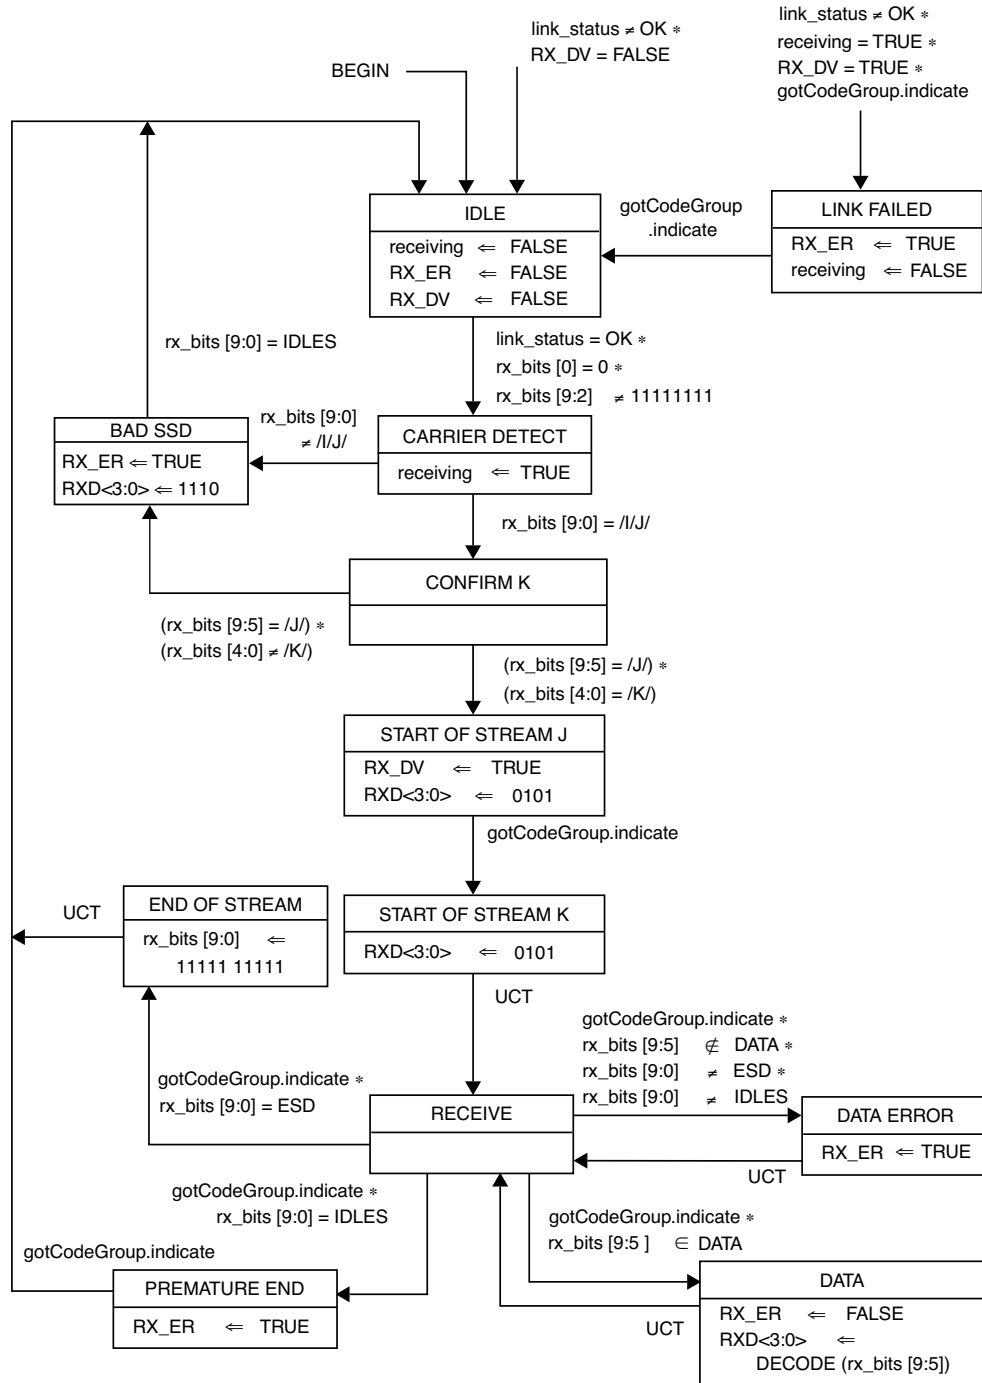 link_status ≠ OK *
RX_DV = FALSE
link_status ≠ OK *
receiving = TRUE *
RX_DV = TRUE *
gotCodeGroup.indicate
BEGIN
IDLE
receiving ⇐ FALSE
RX_ER ⇐ FALSE
RX_DV ⇐ FALSE
gotCodeGroup
.indicate
LINK FAILED
RX_ER ⇐ TRUE
receiving ⇐ FALSE
rx_bits [9:0] = IDLES
link_status = OK *
rx_bits [0] = 0 *
rx_bits [9:2] ≠ 11111111
BAD SSD
RX_ER ⇐ TRUE
RXD<3:0> ⇐ 1110
rx_bits [9:0]
≠ /I/J/
CARRIER DETECT
receiving ⇐ TRUE
rx_bits [9:0] = /I/J/
CONFIRM K
(rx_bits [9:5] = /J/) *
(rx_bits [4:0] ≠ /K/)
(rx_bits [9:5] = /J/) *
(rx_bits [4:0] = /K/)
START OF STREAM J
RX_DV ⇐ TRUE
RXD<3:0> ⇐ 0101
gotCodeGroup.indicate
UCT
END OF STREAM
rx_bits [9:0] ⇐
11111 11111
START OF STREAM K
RXD<3:0> ⇐ 0101
UCT
gotCodeGroup.indicate *
rx_bits [9:5] ∉ DATA *
rx_bits [9:0] ≠ ESD *
rx_bits [9:0] ≠ IDLES
gotCodeGroup.indicate *
rx_bits [9:0] = ESD
RECEIVE
DATA ERROR
RX_ER ⇐ TRUE
UCT
gotCodeGroup.indicate *
rx_bits [9:0] = IDLES
gotCodeGroup.indicate *
rx_bits [9:5 ] ∈ DATA
gotCodeGroup.indicate
PREMATURE END
RX_ER ⇐ TRUE
UCT
DATA
RX_ER ⇐ FALSE
RXD<3:0> ⇐
DECODE (rx_bits [9:5])